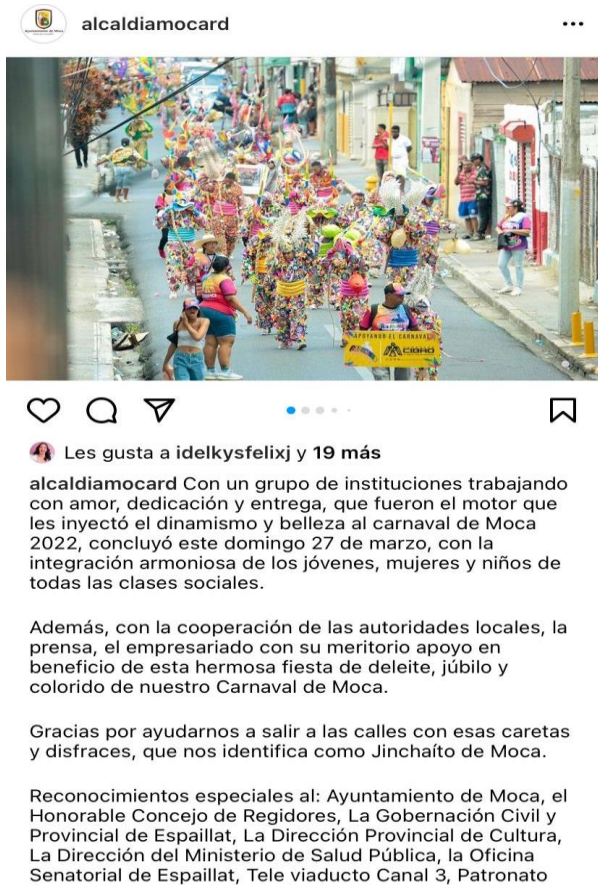 alcaldiamocard
APOYANDO EL CARNAVAL
CIBAO
Les gusta a idelkysfelixj y 19 más
alcaldiamocard Con un grupo de instituciones trabajando
con amor, dedicación y entrega, que fueron el motor que
les inyectó el dinamismo y belleza al carnaval de Moca
2022, concluyó este domingo 27 de marzo, con la
integración armoniosa de los jóvenes, mujeres y niños de
todas las clases sociales.
Además, con la cooperación de las autoridades locales, la
prensa, el empresariado con su meritorio apoyo en
beneficio de esta hermosa fiesta de deleite, júbilo y
colorido de nuestro Carnaval de Moca.
Gracias por ayudarnos a salir a las calles con esas caretas
y disfraces, que nos identifica como Jinchaíto de Moca.
Reconocimientos especiales al: Ayuntamiento de Moca, el
Honorable Concejo de Regidores, La Gobernación Civil y
Provincial de Espaillat, La Dirección Provincial de Cultura,
La Dirección del Ministerio de Salud Pública, la Oficina
Senatorial de Espaillat, Tele viaducto Canal 3, Patronato